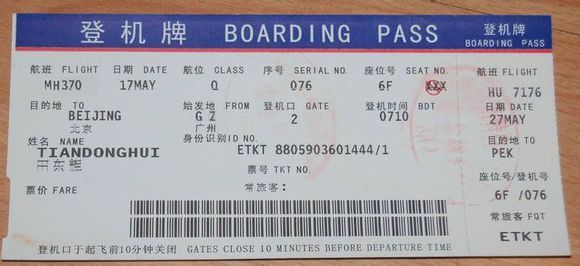 登机牌 BOARDING PASS
航班 FLIGHT 日期 DATE 航位 CLASS 序号 SERIAL NO. 座位号 SEAT NO.
MH370 17MAY Q 076 6F XXX
目的地 TO 始发地 FROM 登机口 GATE 登机时间 BDT
BEIJING G Z 2 0710
北京 广州
姓名 NAME 身份识别 ID NO.
TIANDONGHUI ETKT 8805903601444/1
田东辉 票号 TKT NO.
票价 FARE 常旅客:
登机口于起飞前10分钟关闭 GATES CLOSE 10 MINUTES BEFORE DEPARTURE TIME
登机牌
BOARDING PASS
航班 FLIGHT
HU 7176
日期 DATE
27MAY
目的地 TO
PEK
座位号/登机号
6F /076
常旅客 FQT
ETKT